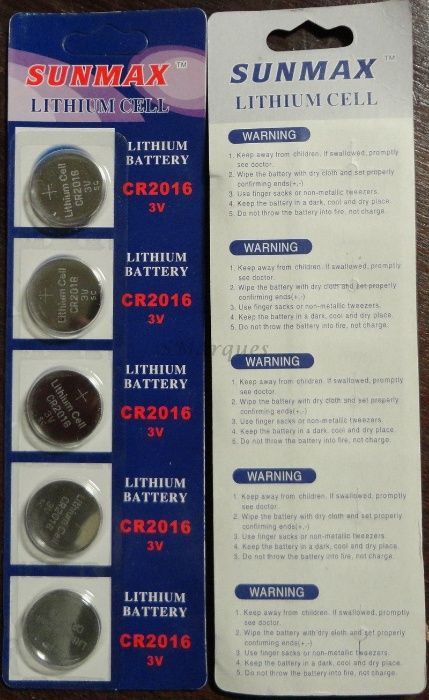 SUNMAX™
LITHIUM CELL
Lithium Cell
CR2016
3V
SC
LITHIUM
BATTERY
CR2016
3V
Lithium Cell
CR2016
3V
SC
LITHIUM
BATTERY
CR2016
3V
Lithium Cell
CR2016
3V
LITHIUM
BATTERY
CR2016
3V
CR2016
3V
LITHIUM
BATTERY
CR2016
3V
LITHIUM
BATTERY
CR2016
3V
SUNMAX™
LITHIUM CELL
WARNING
1. Keep away from children. If swallowed, promptly
see doctor.
2. Wipe the battery with dry cloth and set properly
confirming ends(+,-)
3. Use finger sacks or non-metallic tweezers.
4. Keep the battery in a dark, cool and dry place.
5. Do not throw the battery into fire, not charge.
WARNING
1. Keep away from children. If swallowed, promptly
see doctor.
2. Wipe the battery with dry cloth and set properly
confirming ends(+,-)
3. Use finger sacks or non-metallic tweezers.
4. Keep the battery in a dark, cool and dry place.
5. Do not throw the battery into fire, not charge.
WARNING
1. Keep away from children. If swallowed, promptly
see doctor.
2. Wipe the battery with dry cloth and set properly
confirming ends(+,-)
3. Use finger sacks or non-metallic tweezers.
4. Keep the battery in a dark, cool and dry place.
5. Do not throw the battery into fire, not charge.
WARNING
1. Keep away from children. If swallowed, promptly
see doctor.
2. Wipe the battery with dry cloth and set properly
confirming ends(+,-)
3. Use finger sacks or non-metallic tweezers.
4. Keep the battery in a dark, cool and dry place.
5. Do not throw the battery into fire, not charge.
WARNING
1. Keep away from children. If swallowed, promptly
see doctor.
2. Wipe the battery with dry cloth and set properly
confirming ends(+,-)
3. Use finger sacks or non-metallic tweezers.
4. Keep the battery in a dark, cool and dry place.
5. Do not throw the battery into fire, not charge.
SMarques